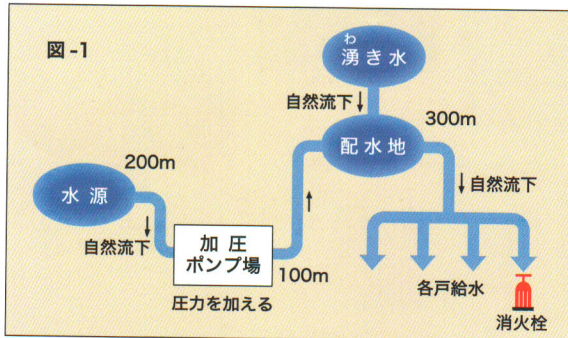 図-1
わ
湧き水
自然流下
300m
配水地
200m
水源
自然流下
自然流下
加圧
ポンプ場
100m
圧力を加える
各戸給水
消火栓